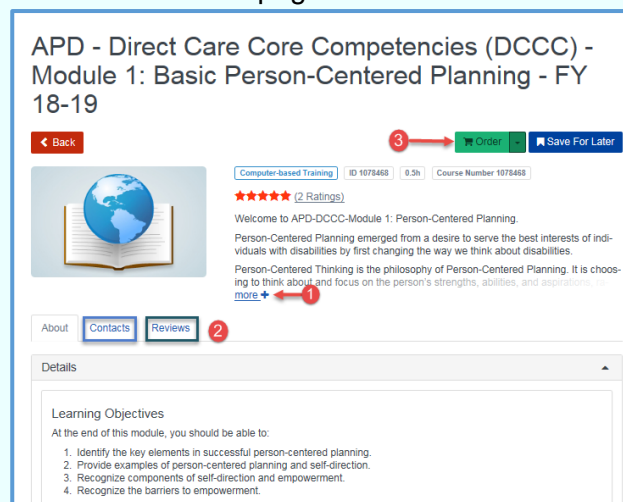 APD - Direct Care Core Competencies (DCCC) -
Module 1: Basic Person-Centered Planning - FY
18-19
Back
3
Order
Save For Later
Computer-based Training ID 1078468 0.5h Course Number 1078468
(2 Ratings)
Welcome to APD-DCCC-Module 1: Person-Centered Planning.
Person-Centered Planning emerged from a desire to serve the best interests of indi-
viduals with disabilities by first changing the way we think about disabilities.
Person-Centered Thinking is the philosophy of Person-Centered Planning. It is choos-
ing to think about and focus on the person's strengths, abilities, and aspirations,
more + 1
About Contacts Reviews 2
Details
Learning Objectives
At the end of this module, you should be able to:
1. Identify the key elements in successful person-centered planning.
2. Provide examples of person-centered planning and self-direction.
3. Recognize components of self-direction and empowerment.
4. Recognize the barriers to empowerment.